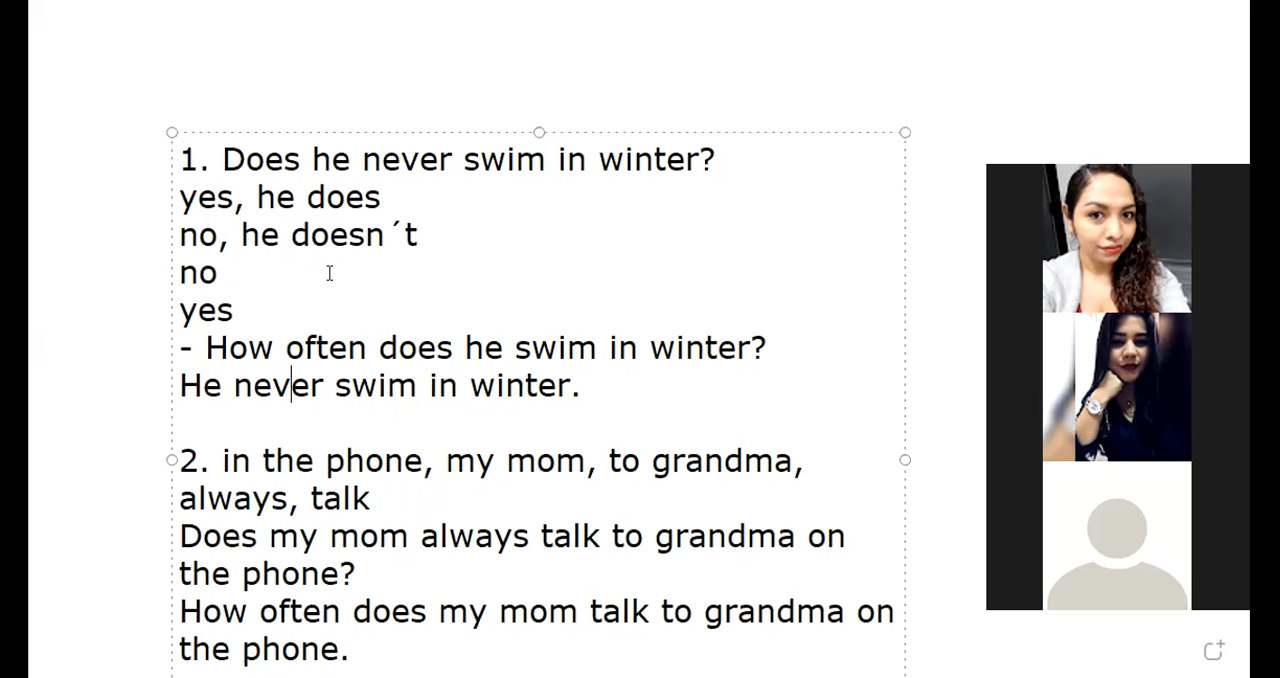 1. Does he never swim in winter?
yes, he does
no, he doesn´t
no
yes
- How often does he swim in winter?
He never swim in winter.
2. in the phone, my mom, to grandma,
always, talk
Does my mom always talk to grandma on
the phone?
How often does my mom talk to grandma on
the phone.